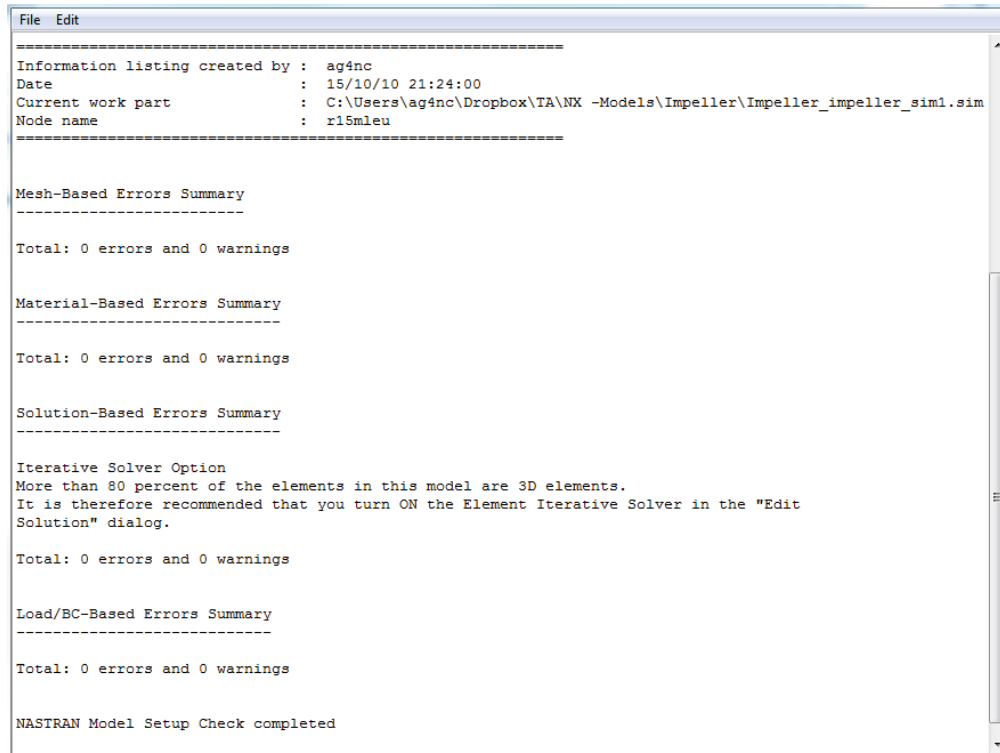 File Edit
============================================================
Information listing created by : ag4nc
Date : 15/10/10 21:24:00
Current work part : C:\Users\ag4nc\Dropbox\TA\NX -Models\Impeller\Impeller_impeller_sim1.sim
Node name : r15mleu
============================================================
Mesh-Based Errors Summary
-------------------------
Total: 0 errors and 0 warnings
Material-Based Errors Summary
-----------------------------
Total: 0 errors and 0 warnings
Solution-Based Errors Summary
-----------------------------
Iterative Solver Option
More than 80 percent of the elements in this model are 3D elements.
It is therefore recommended that you turn ON the Element Iterative Solver in the "Edit
Solution" dialog.
Total: 0 errors and 0 warnings
Load/BC-Based Errors Summary
----------------------------
Total: 0 errors and 0 warnings
NASTRAN Model Setup Check completed